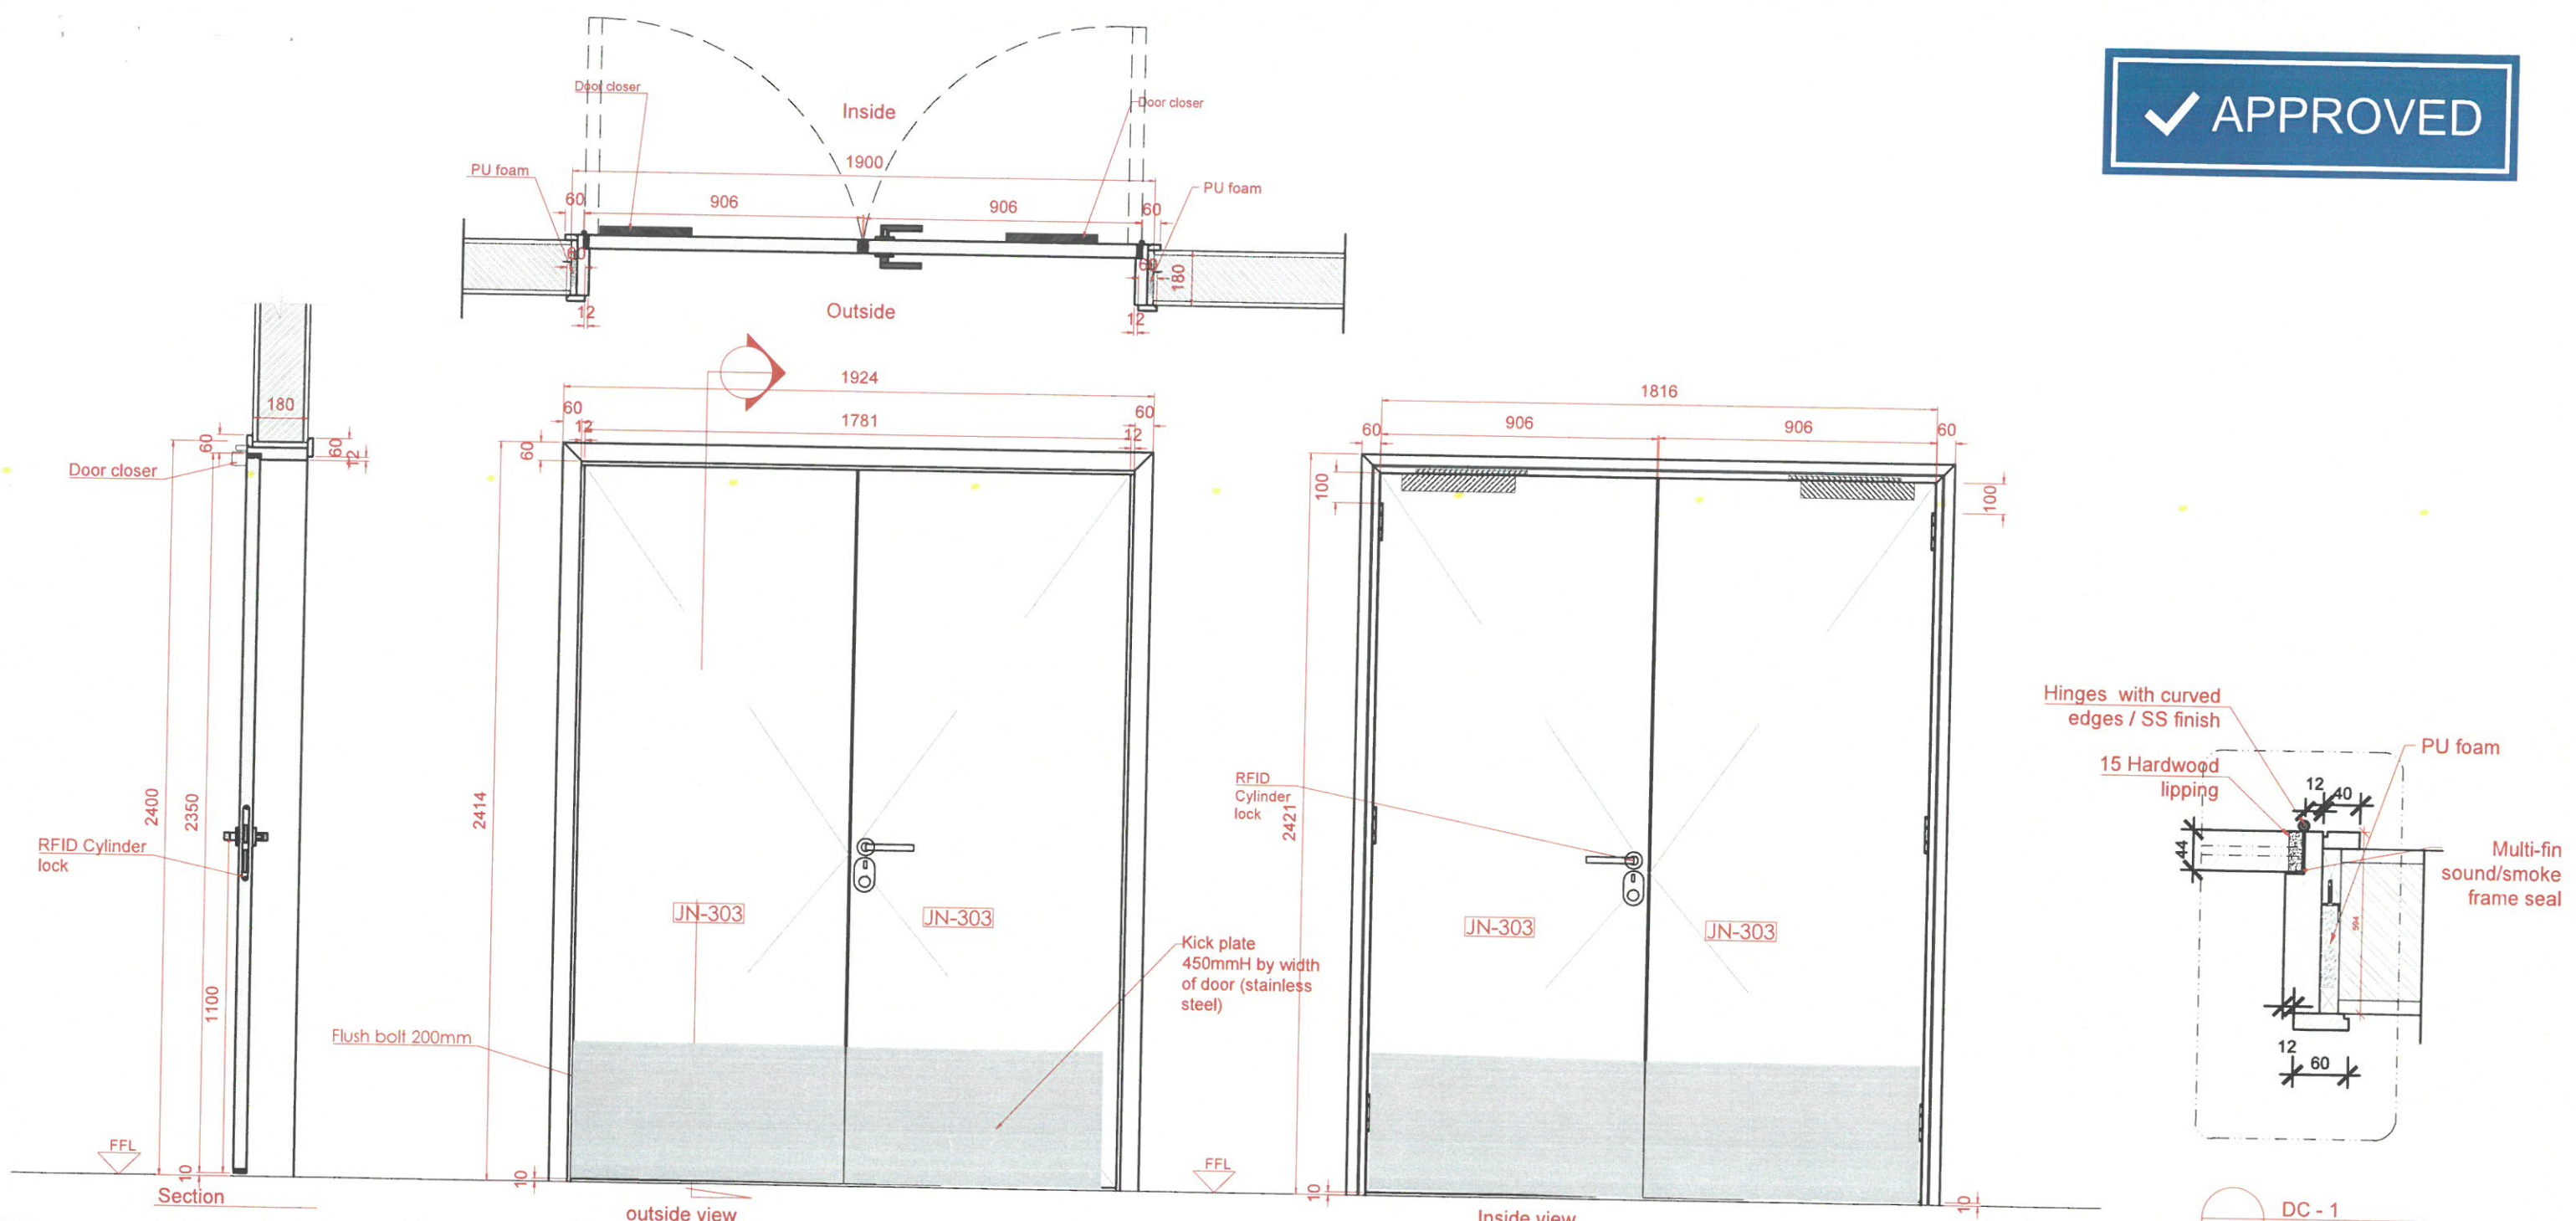 APPROVED
Door closer
Inside
Door closer
1900
PU foam
PU foam
60
906
906
60
60
60
180
12
Outside
12
180
60
60
12
Door closer
2400
2350
1100
RFID Cylinder
lock
FFL
10
Section
1924
60
60
12
1781
12
60
2414
JN-303
JN-303
Kick plate
450mmH by width
of door (stainless
steel)
Flush bolt 200mm
10
outside view
FFL
1816
60
906
906
60
100
100
RFID
Cylinder
lock
2421
JN-303
JN-303
10
10
Inside view
Hinges with curved
edges / SS finish
PU foam
15 Hardwood
lipping
12
40
44
Multi-fin
sound/smoke
frame seal
12
60
DC - 1